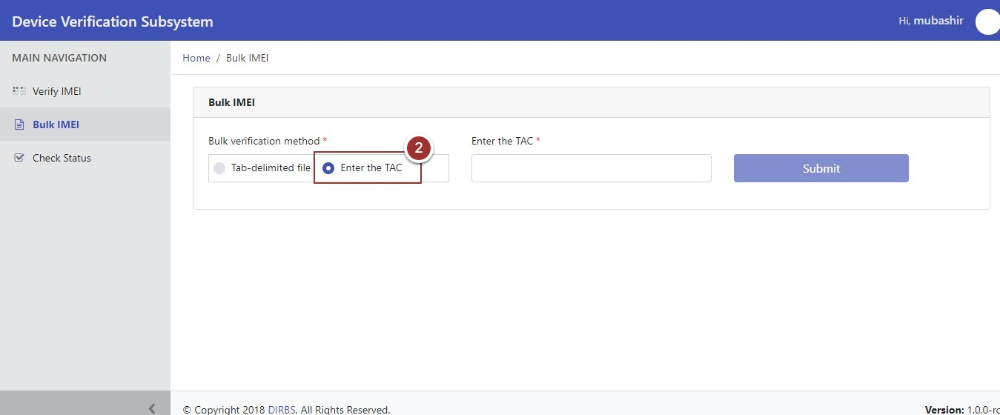 Device Verification Subsystem
Hi, mubashir
MAIN NAVIGATION
Home / Bulk IMEI
Verify IMEI
Bulk IMEI
Check Status
Bulk IMEI
Bulk verification method *
Enter the TAC *
2
Tab-delimited file
Enter the TAC
Submit
© Copyright 2018 DIRBS. All Rights Reserved.
Version: 1.0.0-rc